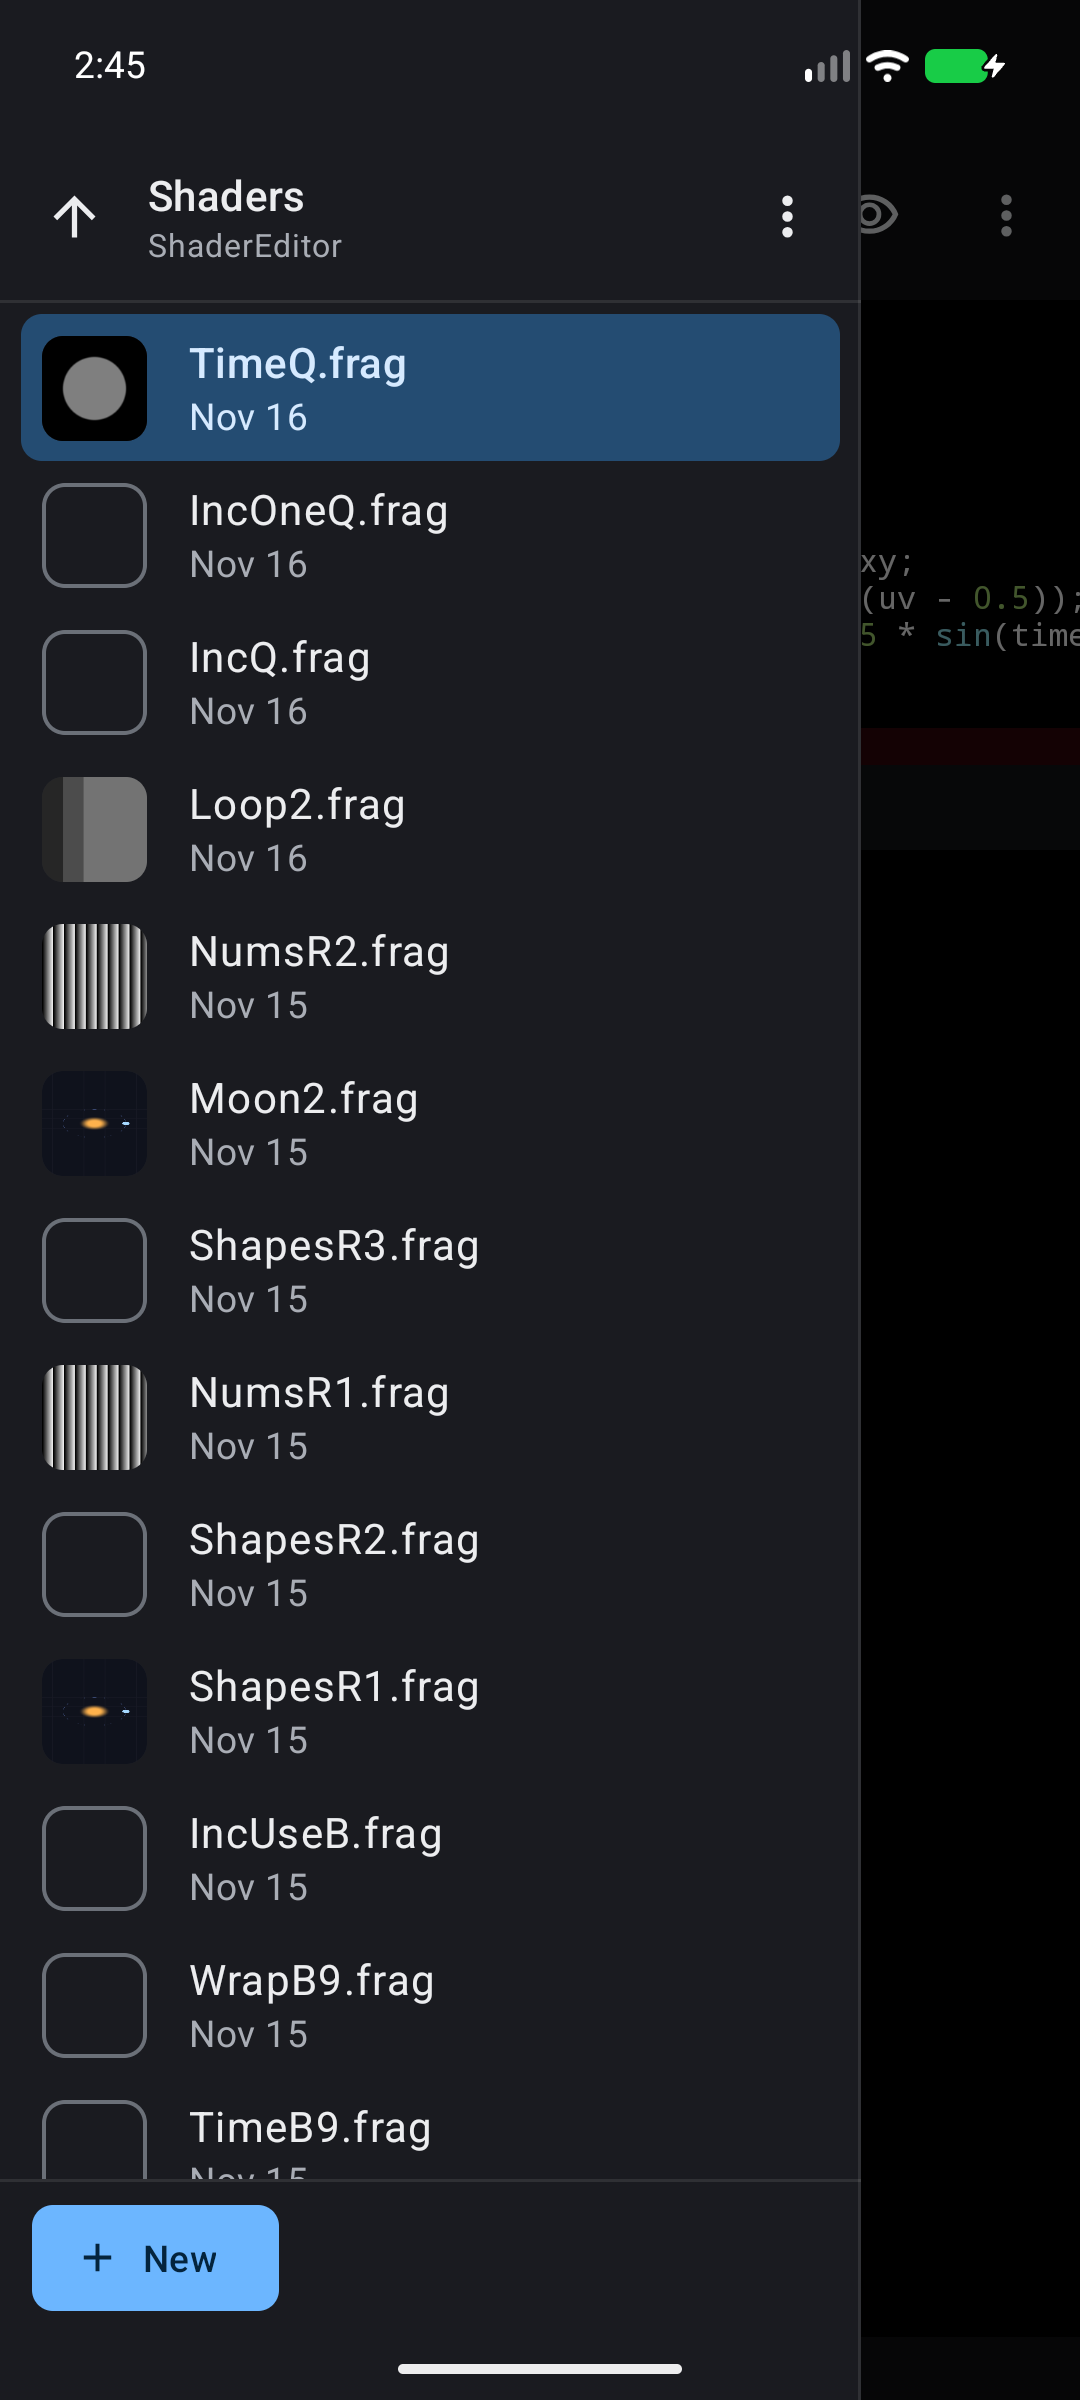 2:45
Shaders
ShaderEditor
TimeQ.frag
Nov 16
IncOneQ.frag
Nov 16
xy;
(uv - 0.5));
5 * sin(time
IncQ.frag
Nov 16
Loop2.frag
Nov 16
NumsR2.frag
Nov 15
Moon2.frag
Nov 15
ShapesR3.frag
Nov 15
NumsR1.frag
Nov 15
ShapesR2.frag
Nov 15
ShapesR1.frag
Nov 15
IncUseB.frag
Nov 15
WrapB9.frag
Nov 15
TimeB9.frag
Nov 15
+ New